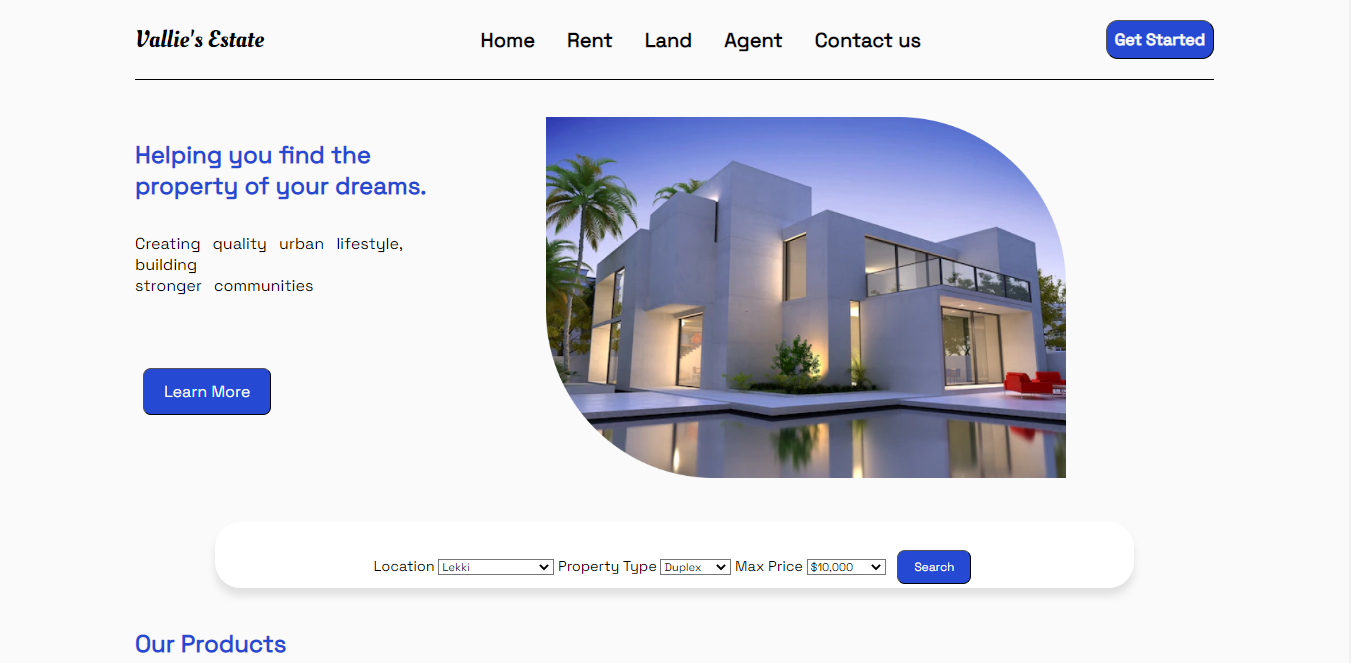 Vallie's Estate
Home Rent Land Agent Contact us
Get Started
Helping you find the
property of your dreams.
Creating quality urban lifestyle,
building
stronger communities
Learn More
Location Lekki Property Type Duplex Max Price $10,000 Search
Our Products